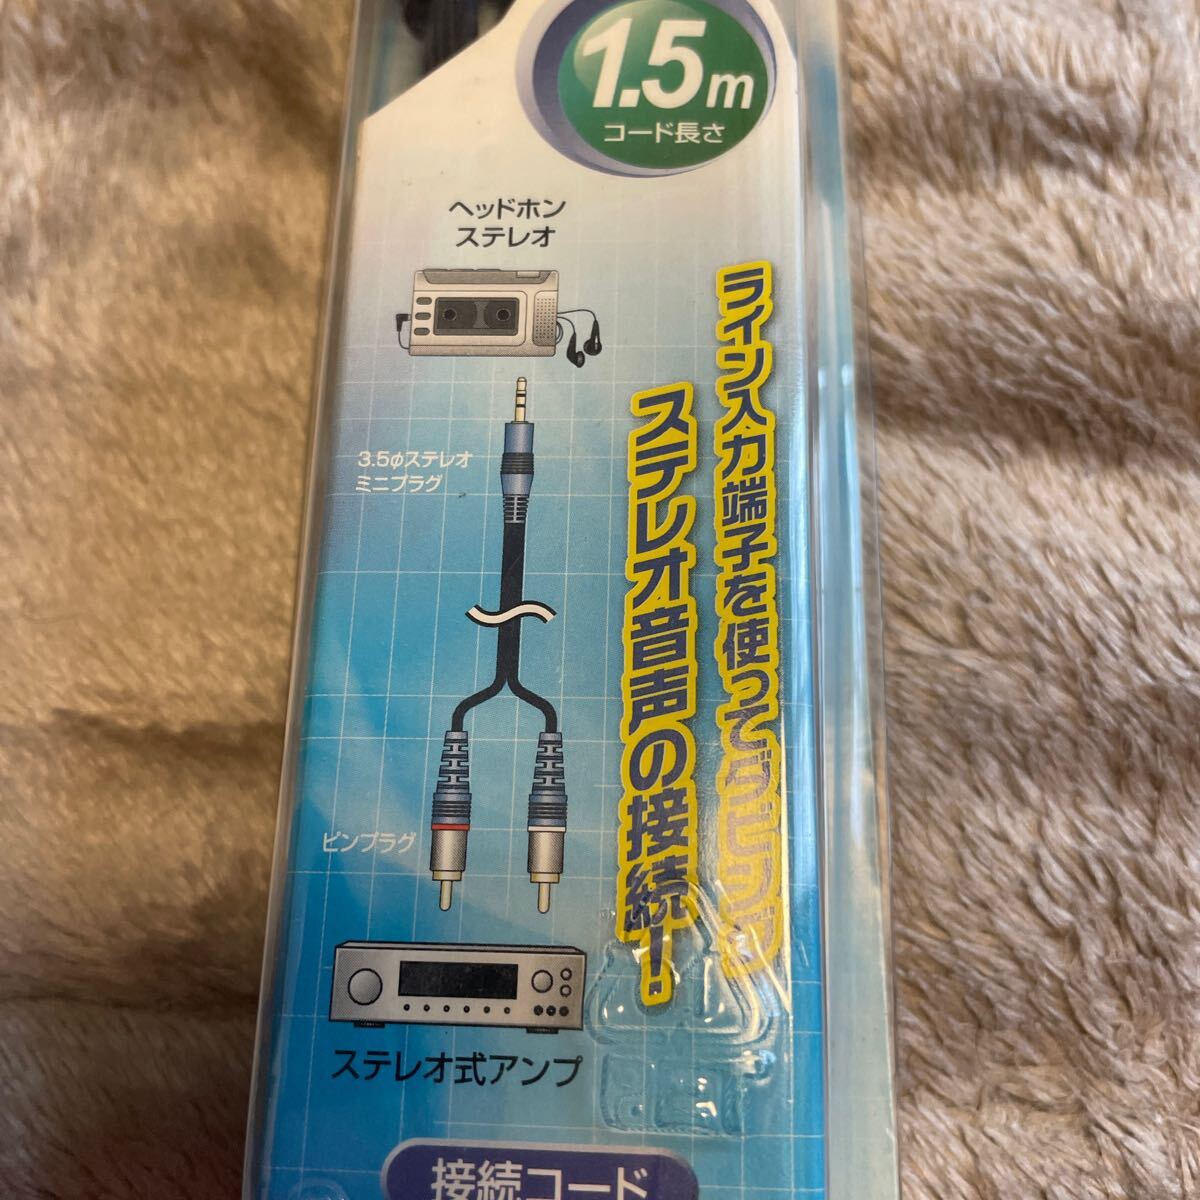 1.5m
コード長さ
ヘッドホン
ステレオ
ライン入力端子を使ってダビング
ステレオ音声の接続!
3.5φステレオ
ミニプラグ
ピンプラグ
ステレオ式アンプ
接続コード